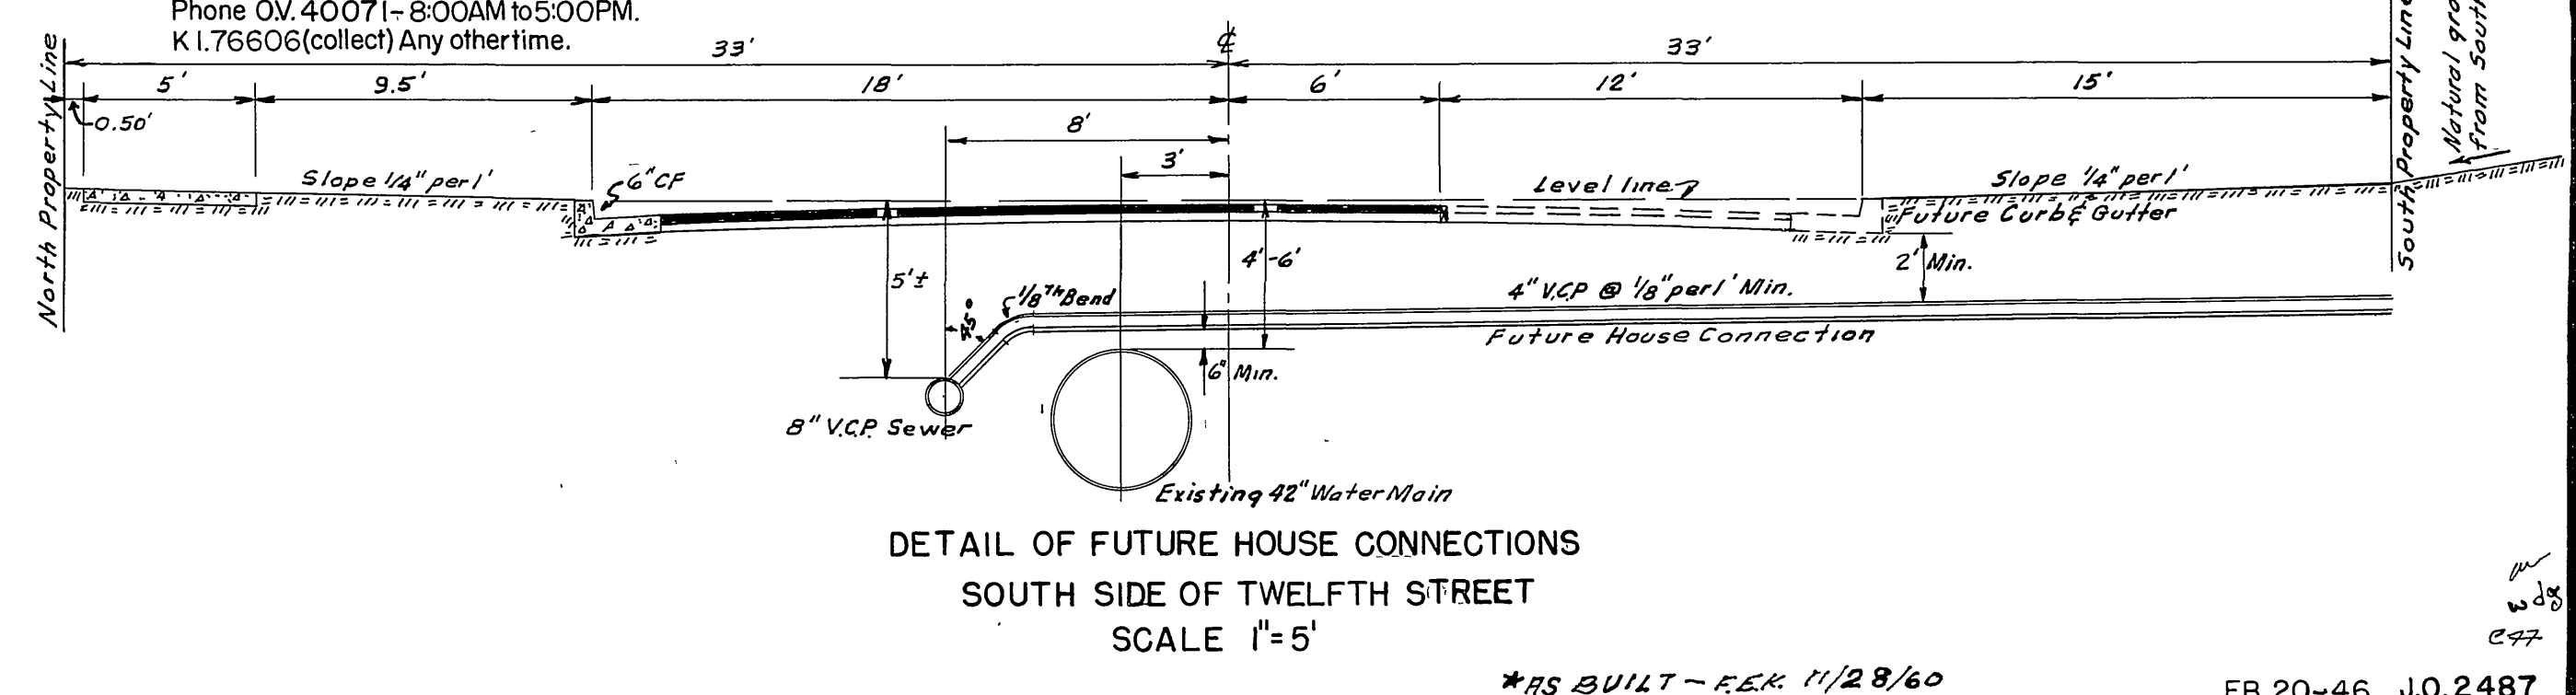 Phone O.V. 40071-8:00AM to 5:00PM.
K1.76606(collect) Any other time.
33'
℄
33'
5'
9.5'
18'
6'
12'
15'
0.50'
8'
3'
North Property Line
South Property Line
Natural
from South
Slope 1/4" per 1'
6" CF
Level line
Slope 1/4" per 1'
Future Curb & Gutter
5'±
4'-6'
2' Min.
45°
1/8th Bend
4" V.C.P @ 1/8" per 1' Min.
Future House Connection
6" Min.
8" V.C.P. Sewer
Existing 42" Water Main
DETAIL OF FUTURE HOUSE CONNECTIONS
SOUTH SIDE OF TWELFTH STREET
SCALE 1"=5'
*AS BUILT - F.E.K. 11/28/60
J.O. 2487